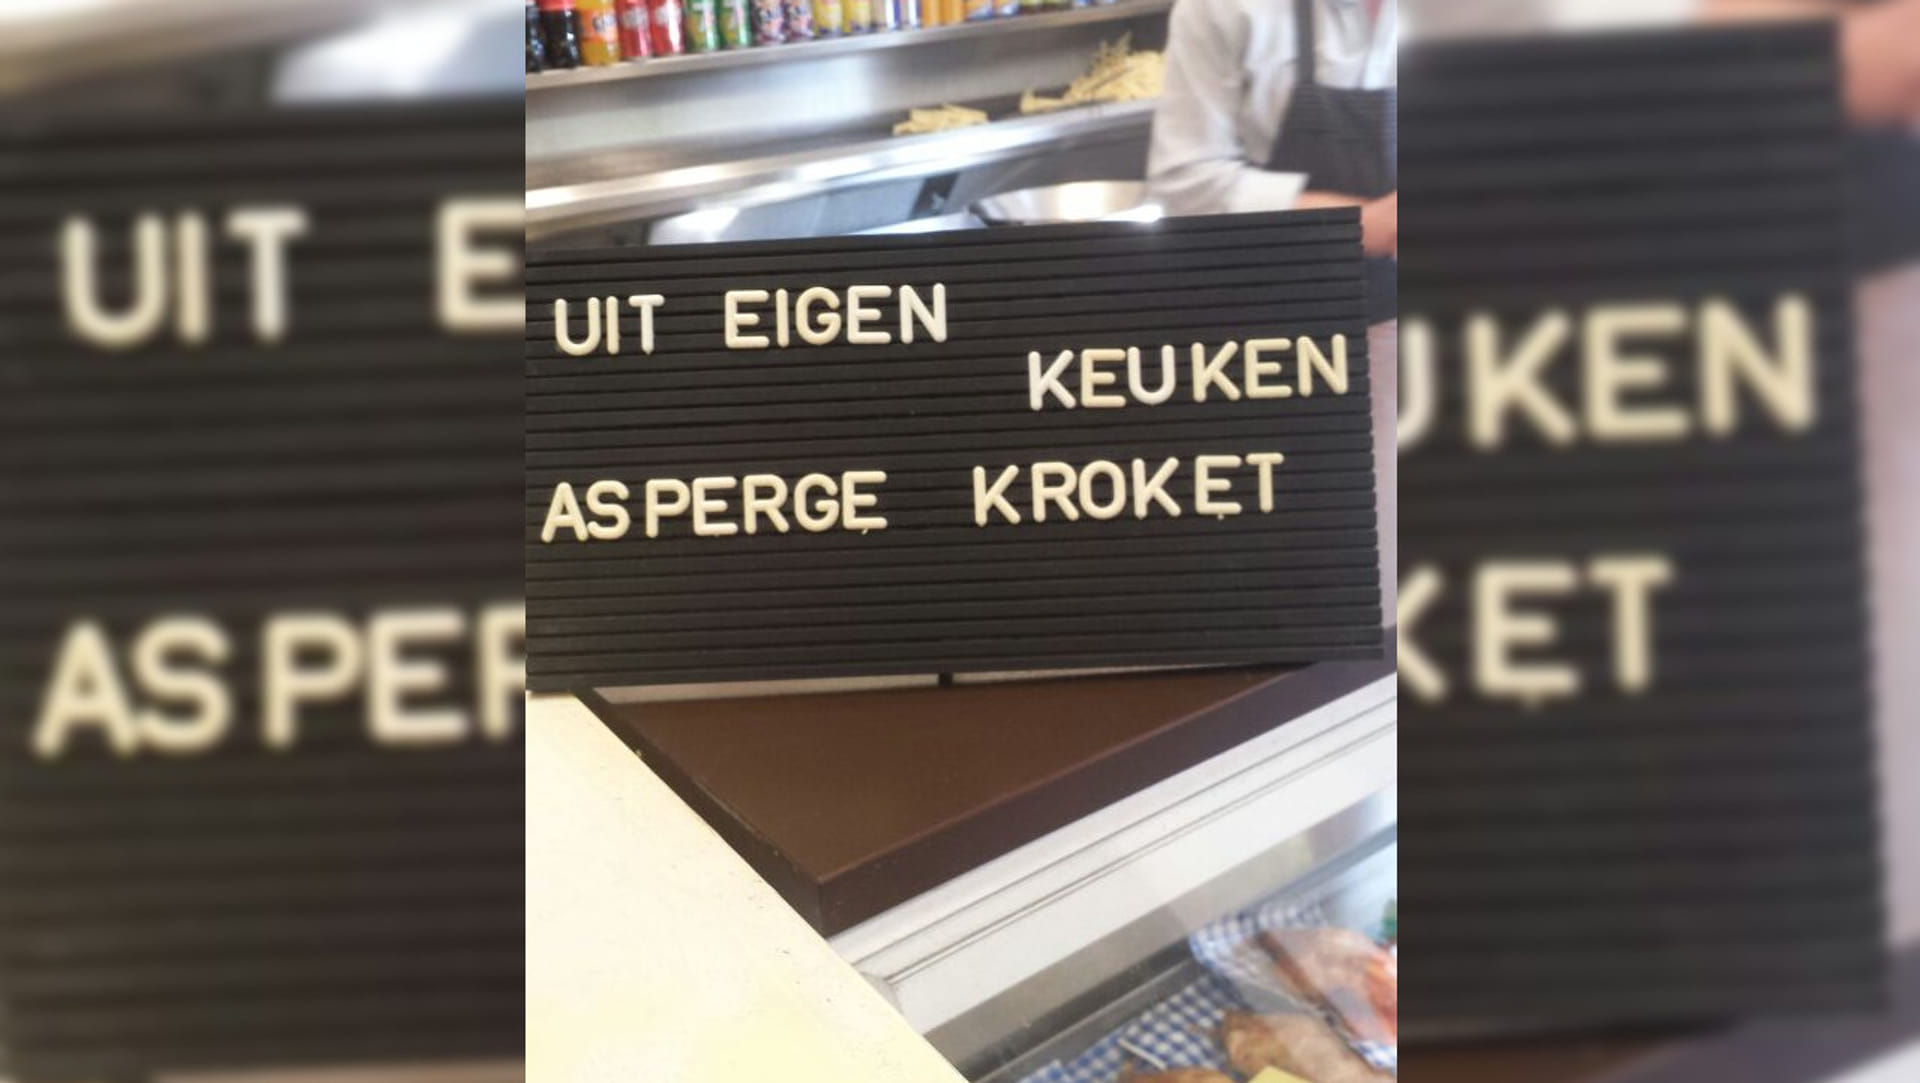 UIT EIGEN
KEUKEN
ASPERGE KROKET